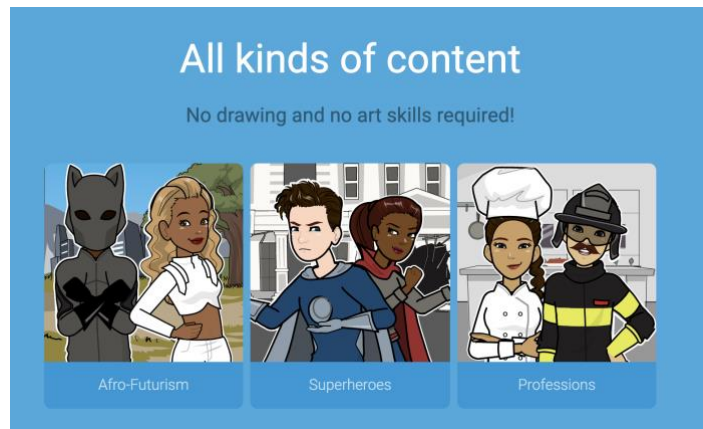 All kinds of content
No drawing and no art skills required!
Afro-Futurism
Superheroes
Professions